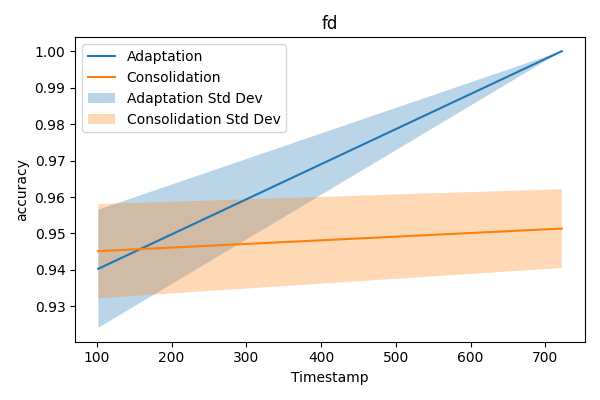 fd
1.00
0.99
0.98
0.97
0.96
0.95
0.94
0.93
accuracy
Adaptation
Consolidation
Adaptation Std Dev
Consolidation Std Dev
100 200 300 400 500 600 700
Timestamp